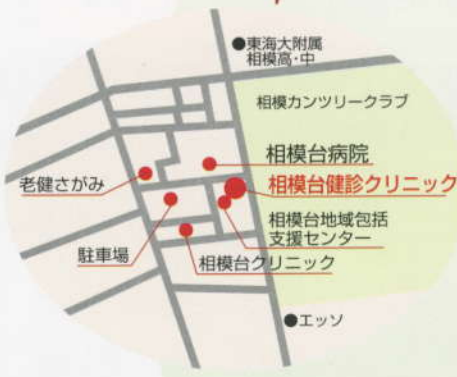 ●東海大附属
相模高・中
相模カンツリークラブ
相模台病院
老健さがみ
相模台健診クリニック
相模台地域包括
支援センター
駐車場
相模台クリニック
●エッソ